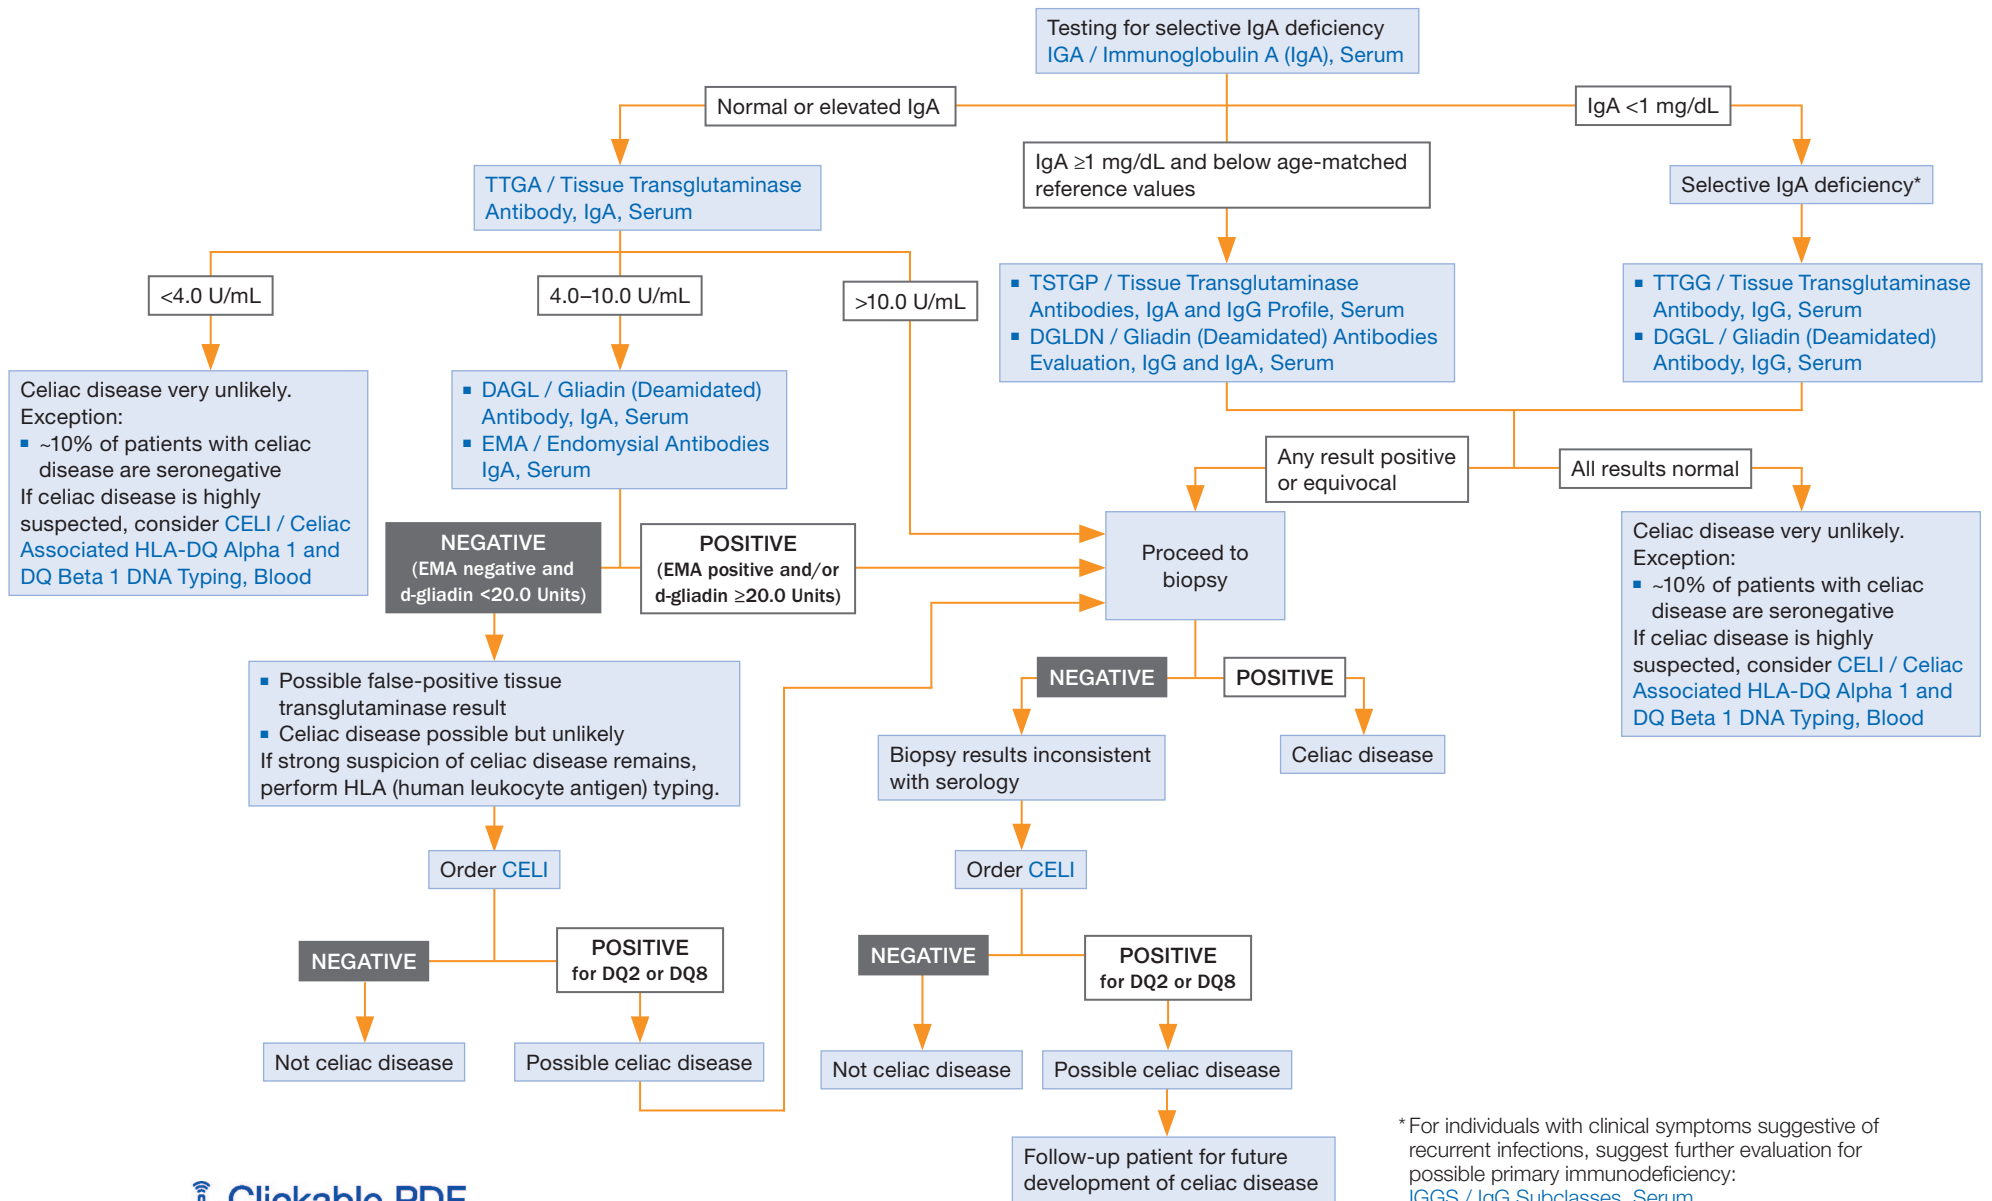 Testing for selective IgA deficiency
IGA / Immunoglobulin A (IgA), Serum
Normal or elevated IgA
IgA <1 mg/dL
IgA ≥1 mg/dL and below age-matched
reference values
TTGA / Tissue Transglutaminase
Antibody, IgA, Serum
Selective IgA deficiency*
<4.0 U/mL
4.0–10.0 U/mL
>10.0 U/mL
▪ TSTGP / Tissue Transglutaminase
Antibodies, IgA and IgG Profile, Serum
▪ DGLDN / Gliadin (Deamidated) Antibodies
Evaluation, IgG and IgA, Serum
▪ TTGG / Tissue Transglutaminase
Antibody, IgG, Serum
▪ DGGL / Gliadin (Deamidated)
Antibody, IgG, Serum
Celiac disease very unlikely.
Exception:
▪ ~10% of patients with celiac
disease are seronegative
If celiac disease is highly
suspected, consider CELI / Celiac
Associated HLA-DQ Alpha 1 and
DQ Beta 1 DNA Typing, Blood
▪ DAGL / Gliadin (Deamidated)
Antibody, IgA, Serum
▪ EMA / Endomysial Antibodies
IgA, Serum
Any result positive
or equivocal
All results normal
NEGATIVE
(EMA negative and
d-gliadin <20.0 Units)
POSITIVE
(EMA positive and/or
d-gliadin ≥20.0 Units)
Proceed to
biopsy
Celiac disease very unlikely.
Exception:
▪ ~10% of patients with celiac
disease are seronegative
If celiac disease is highly
suspected, consider CELI / Celiac
Associated HLA-DQ Alpha 1 and
DQ Beta 1 DNA Typing, Blood
▪ Possible false-positive tissue
transglutaminase result
▪ Celiac disease possible but unlikely
If strong suspicion of celiac disease remains,
perform HLA (human leukocyte antigen) typing.
NEGATIVE
POSITIVE
Biopsy results inconsistent
with serology
Celiac disease
Order CELI
Order CELI
NEGATIVE
POSITIVE
for DQ2 or DQ8
NEGATIVE
POSITIVE
for DQ2 or DQ8
Not celiac disease
Possible celiac disease
Not celiac disease
Possible celiac disease
Follow-up patient for future
development of celiac disease
* For individuals with clinical symptoms suggestive of
recurrent infections, suggest further evaluation for
possible primary immunodeficiency:
IGGS / IgG Subclasses, Serum
Clickable PDF